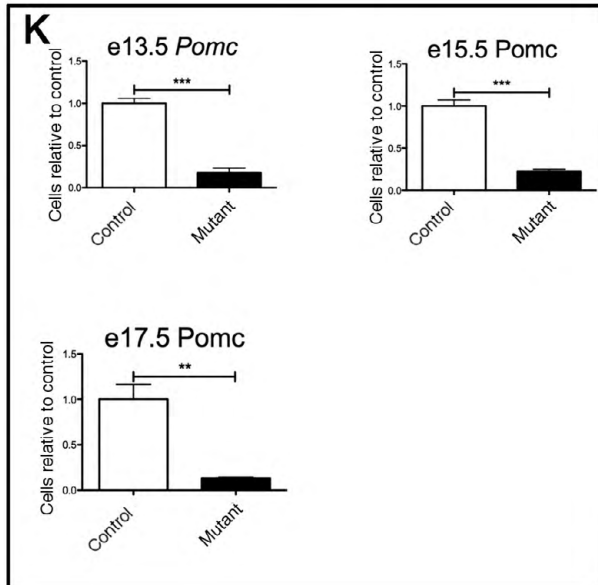 K
e13.5 Pomc
Cells relative to control
1.5
1.0
0.5
0.0
***
Control
Mutant
e15.5 Pomc
Cells relative to control
1.5
1.0
0.5
0.0
***
Control
Mutant
e17.5 Pomc
Cells relative to control
1.5
1.0
0.5
0.0
**
Control
Mutant